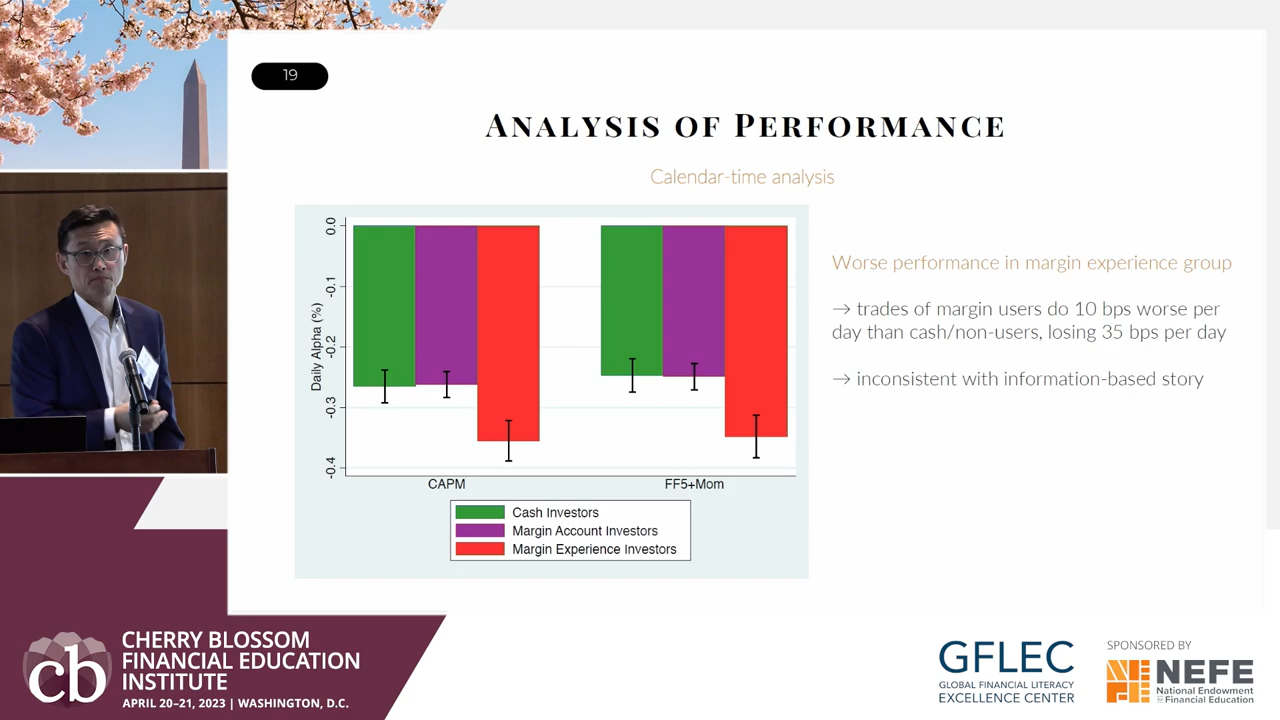 19
ANALYSIS OF PERFORMANCE
Calendar-time analysis
Daily Alpha (%)
0.0
-0.1
-0.2
-0.3
-0.4
CAPM
FF5+Mom
Cash Investors
Margin Account Investors
Margin Experience Investors
Worse performance in margin experience group
→ trades of margin users do 10 bps worse per
day than cash/non-users, losing 35 bps per day
→ inconsistent with information-based story
cb
CHERRY BLOSSOM
FINANCIAL EDUCATION
INSTITUTE
APRIL 20–21, 2023 | WASHINGTON, D.C.
GFLEC
GLOBAL FINANCIAL LITERACY
EXCELLENCE CENTER
SPONSORED BY
NEFE
National Endowment
for Financial Education